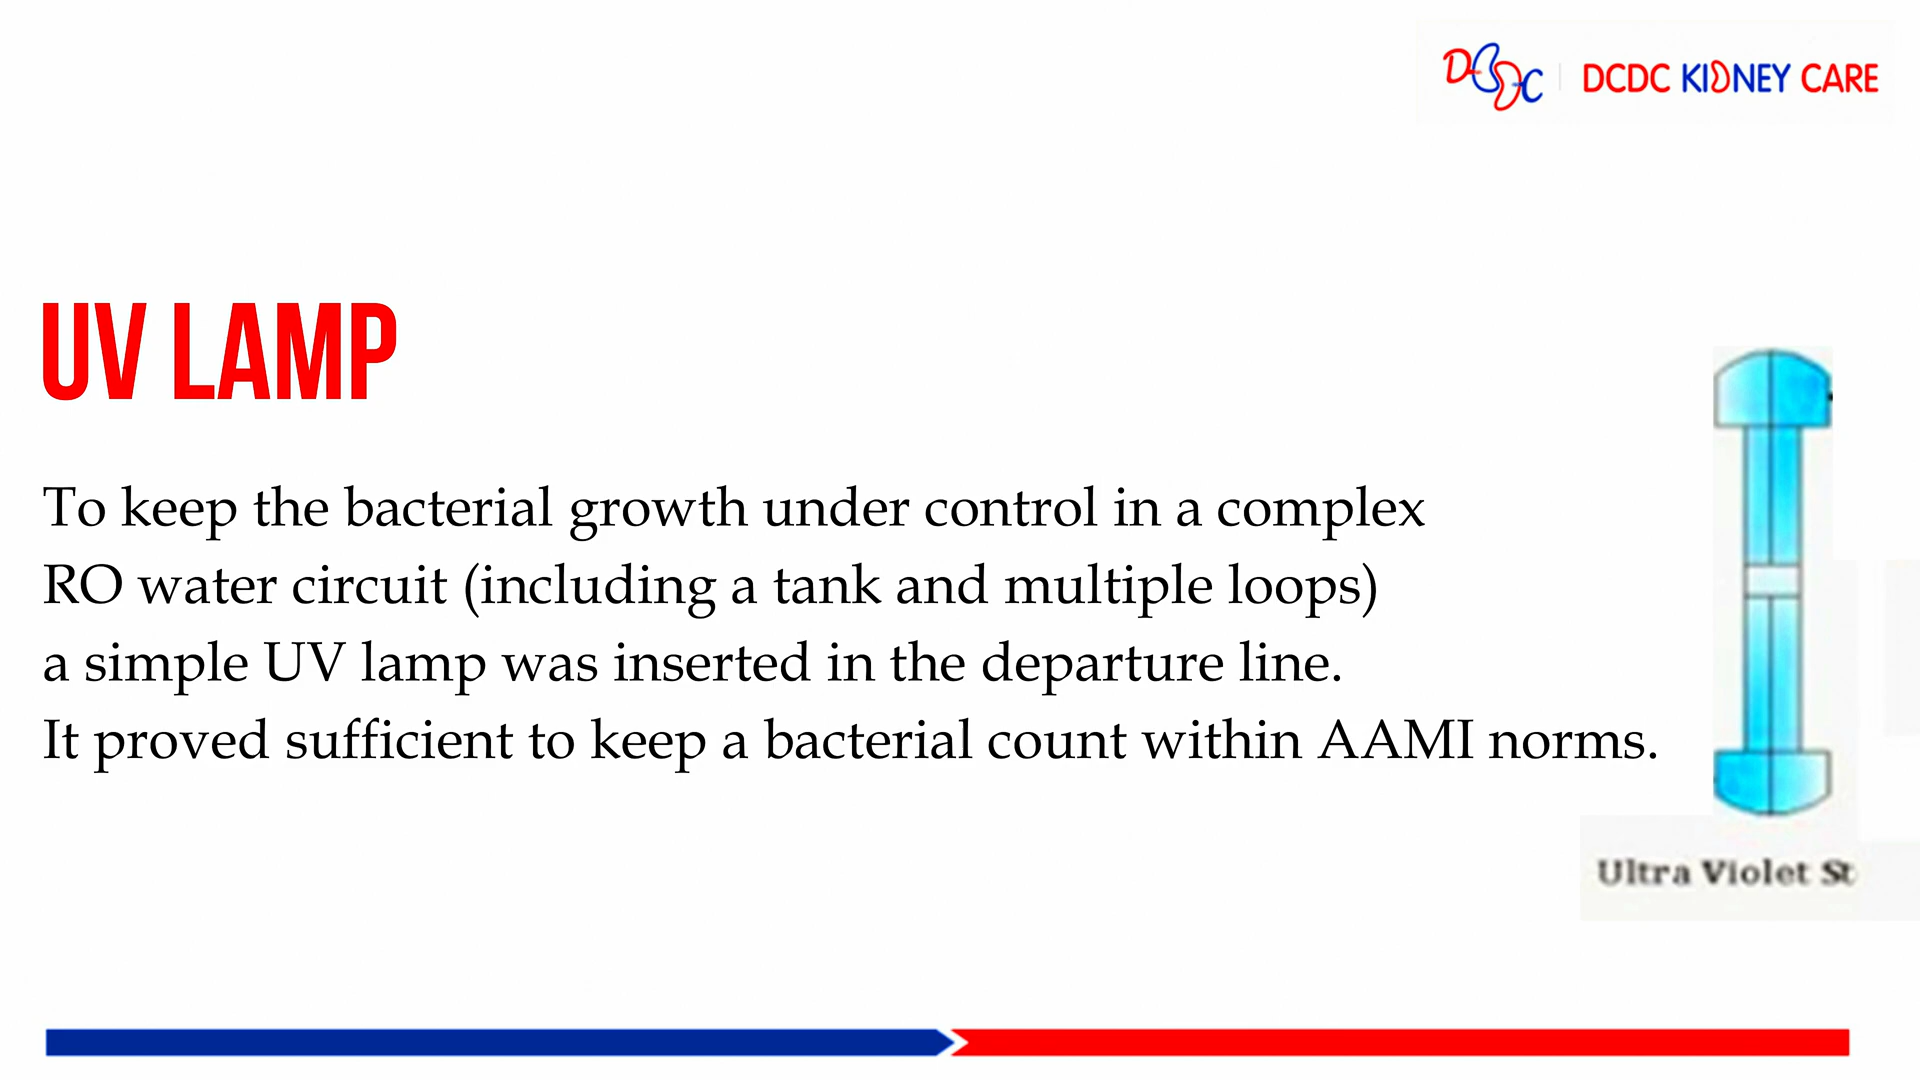 DCDC | DCDC KIDNEY CARE
UV LAMP
To keep the bacterial growth under control in a complex
RO water circuit (including a tank and multiple loops)
a simple UV lamp was inserted in the departure line.
It proved sufficient to keep a bacterial count within AAMI norms.
Ultra Violet St